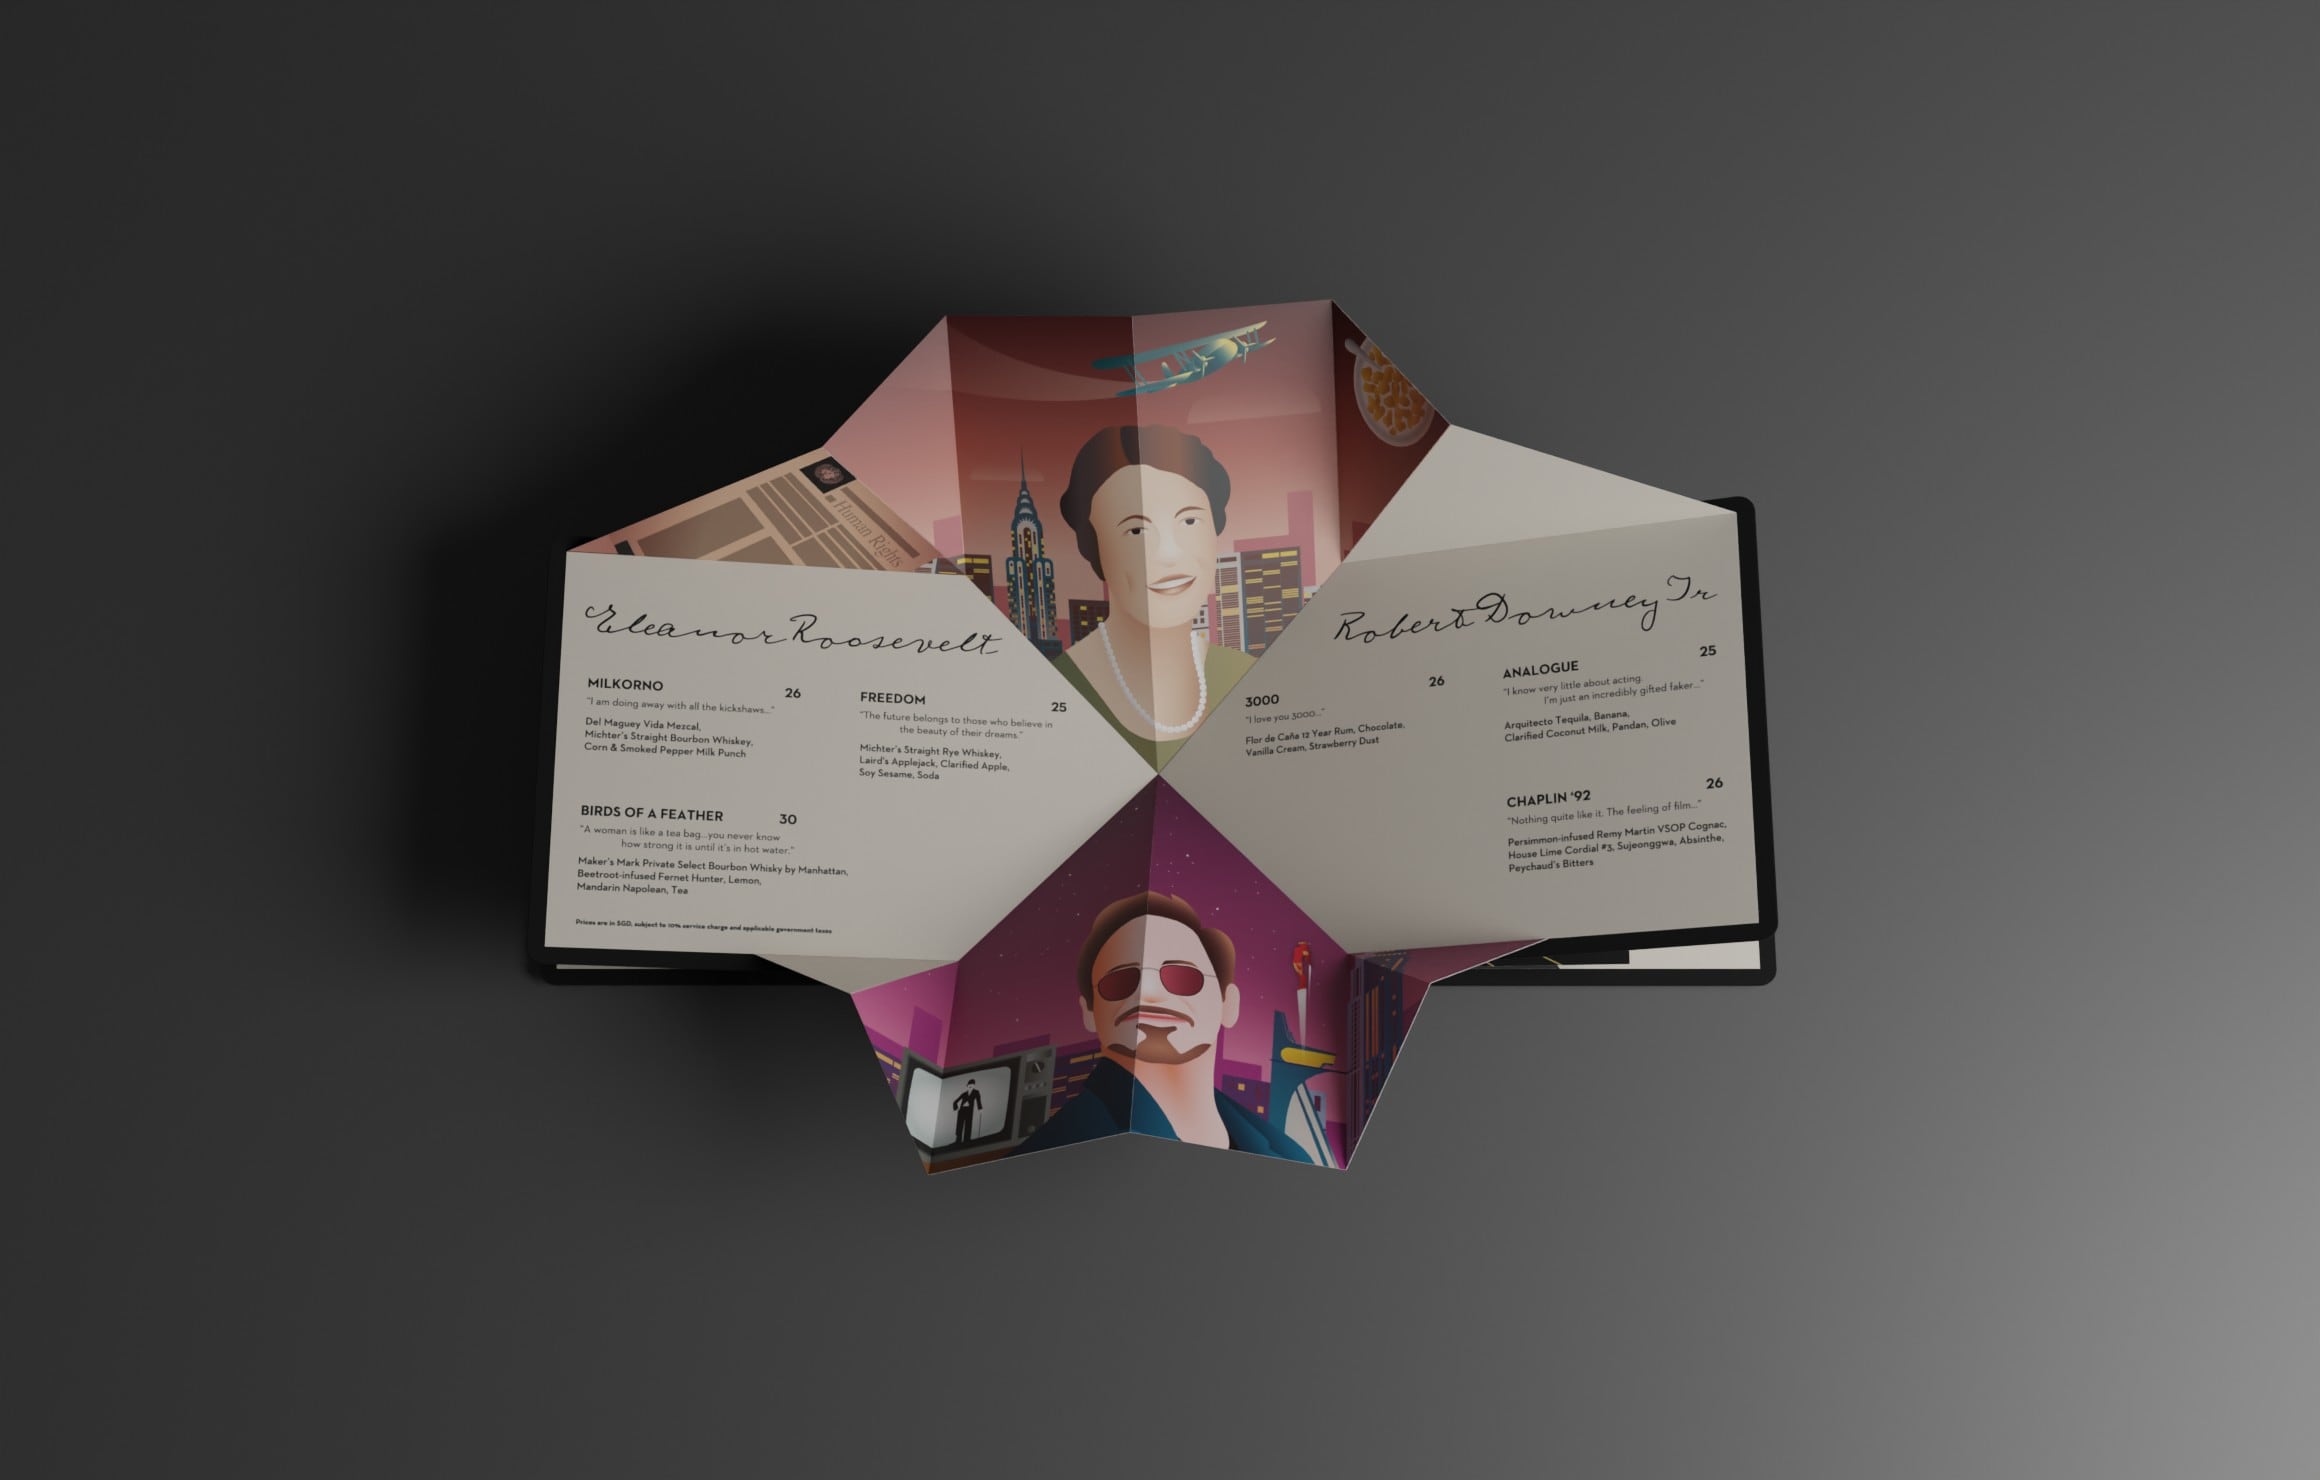 Human Rights
Eleanor Roosevelt
MILKORNO 26
"I am doing away with all the kickshaws..."
Del Maguey Vida Mezcal,
Michter's Straight Bourbon Whiskey,
Corn & Smoked Pepper Milk Punch
BIRDS OF A FEATHER 30
"A woman is like a tea bag...you never know
how strong it is until it's in hot water."
Maker's Mark Private Select Bourbon Whisky by Manhattan,
Beetroot-infused Fernet Hunter, Lemon,
Mandarin Napolean, Tea
Prices are in SGD, subject to 10% service charge and applicable government taxes
FREEDOM 25
"The future belongs to those who believe in
the beauty of their dreams."
Michter's Straight Rye Whiskey,
Laird's Applejack, Clarified Apple,
Soy Sesame, Soda
Robert Downey Jr
3000 26
"I love you 3000..."
Flor de Caña 12 Year Rum, Chocolate,
Vanilla Cream, Strawberry Dust
ANALOGUE 25
"I know very little about acting.
I'm just an incredibly gifted faker..."
Arquitecto Tequila, Banana,
Clarified Coconut Milk, Pandan, Olive
CHAPLIN '92 26
"Nothing quite like it. The feeling of film..."
Persimmon-infused Remy Martin VSOP Cognac,
House Lime Cordial #3, Sujeonggwa, Absinthe,
Peychaud's Bitters